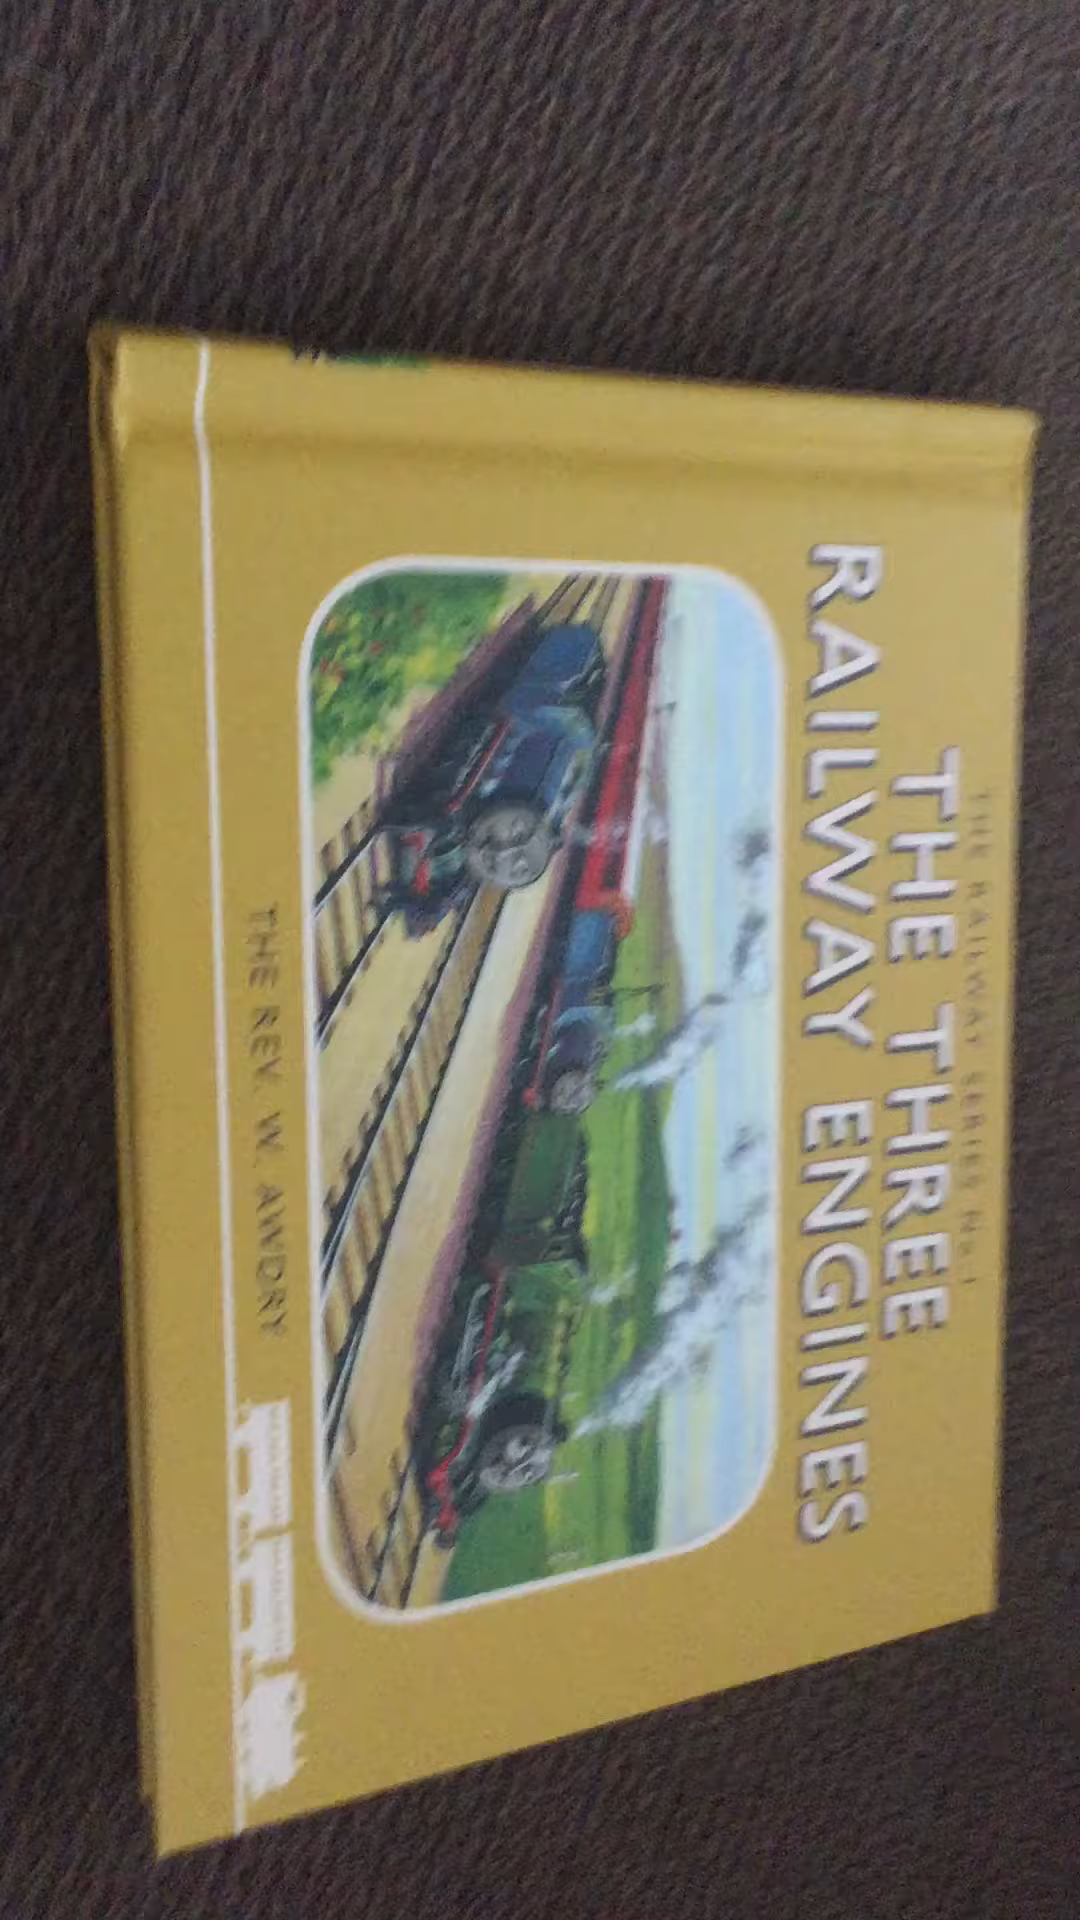 THE RAILWAY SERIES No.1
THE THREE
RAILWAY ENGINES
THE REV. W. AWDRY